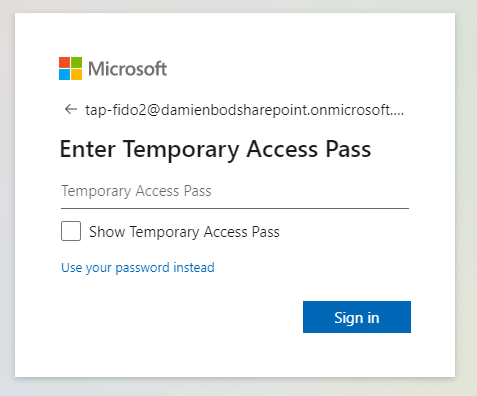 Microsoft
← tap-fido2@damienbodsharepoint.onmicrosoft....
Enter Temporary Access Pass
Temporary Access Pass
Show Temporary Access Pass
Use your password instead
Sign in